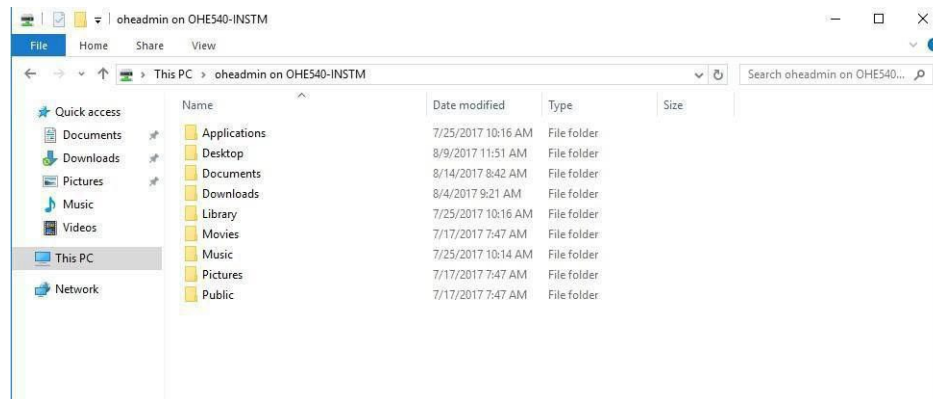 oheadmin on OHE540-INSTM
File Home Share View
This PC > oheadmin on OHE540-INSTM
Search oheadmin on OHE540...
Quick access
Documents
Downloads
Pictures
Music
Videos
This PC
Network
Name Date modified Type Size
Applications 7/25/2017 10:16 AM File folder
Desktop 8/9/2017 11:51 AM File folder
Documents 8/14/2017 8:42 AM File folder
Downloads 8/4/2017 9:21 AM File folder
Library 7/25/2017 10:16 AM File folder
Movies 7/17/2017 7:47 AM File folder
Music 7/25/2017 10:14 AM File folder
Pictures 7/17/2017 7:47 AM File folder
Public 7/17/2017 7:47 AM File folder